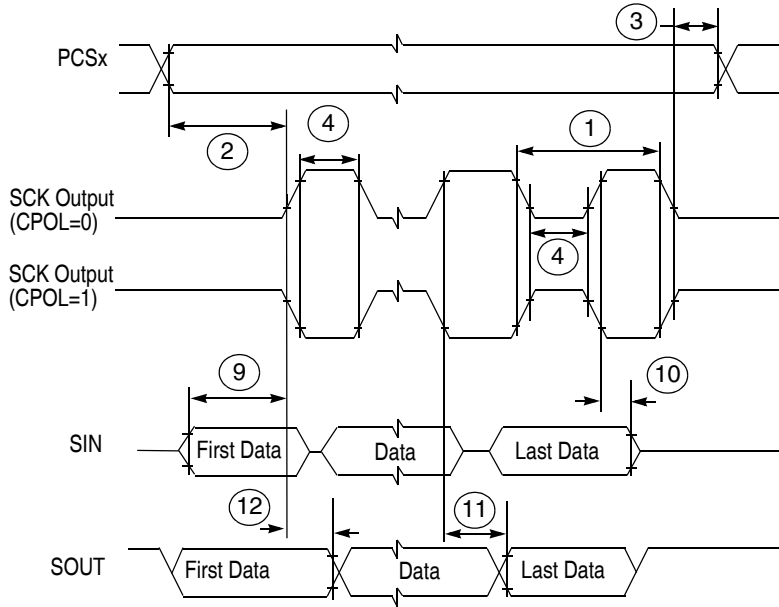 3
PCSx
2
4
1
SCK Output
(CPOL=0)
4
SCK Output
(CPOL=1)
9
10
SIN
First Data
Data
Last Data
12
11
SOUT
First Data
Data
Last Data